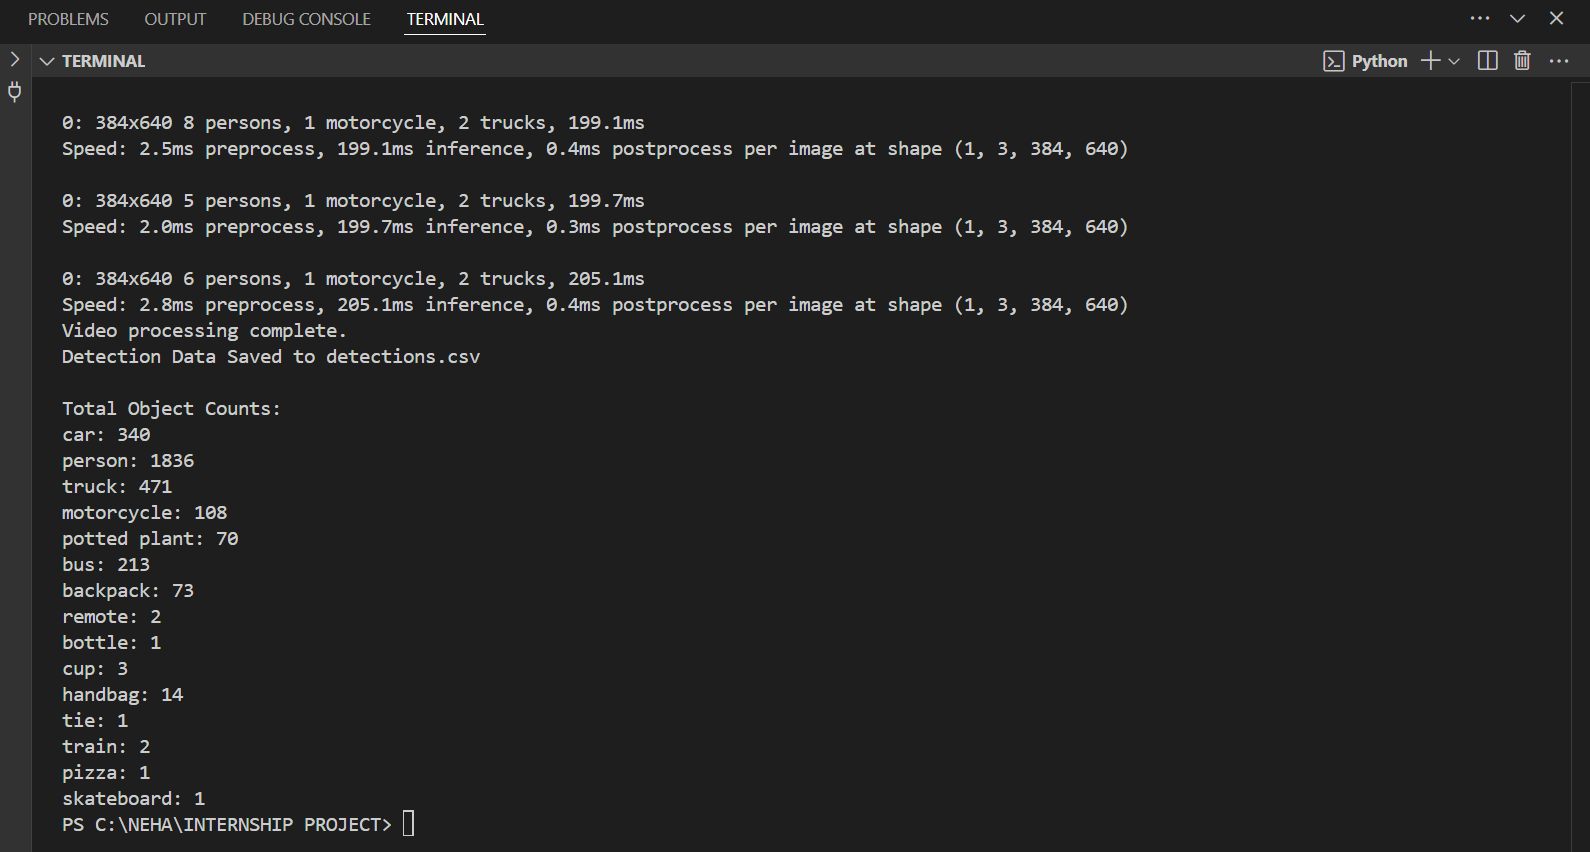 PROBLEMS OUTPUT DEBUG CONSOLE TERMINAL
TERMINAL Python
0: 384x640 8 persons, 1 motorcycle, 2 trucks, 199.1ms
Speed: 2.5ms preprocess, 199.1ms inference, 0.4ms postprocess per image at shape (1, 3, 384, 640)
0: 384x640 5 persons, 1 motorcycle, 2 trucks, 199.7ms
Speed: 2.0ms preprocess, 199.7ms inference, 0.3ms postprocess per image at shape (1, 3, 384, 640)
0: 384x640 6 persons, 1 motorcycle, 2 trucks, 205.1ms
Speed: 2.8ms preprocess, 205.1ms inference, 0.4ms postprocess per image at shape (1, 3, 384, 640)
Video processing complete.
Detection Data Saved to detections.csv
Total Object Counts:
car: 340
person: 1836
truck: 471
motorcycle: 108
potted plant: 70
bus: 213
backpack: 73
remote: 2
bottle: 1
cup: 3
handbag: 14
tie: 1
train: 2
pizza: 1
skateboard: 1
PS C:\NEHA\INTERNSHIP PROJECT>